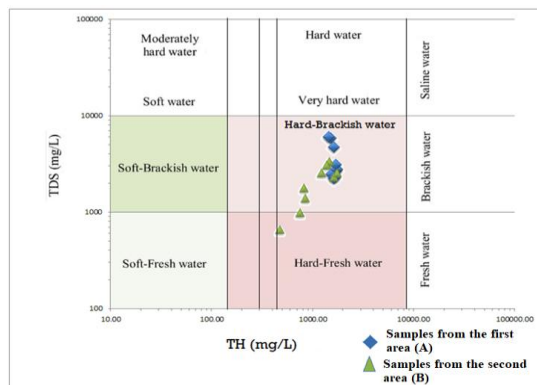 100000
10000
1000
100
TDS (mg/L)
Moderately
hard water
Hard water
Soft water
Very hard water
Hard-Brackish water
Soft-Brackish water
Soft-Fresh water
Hard-Fresh water
Saline water
Brackish water
Fresh water
10.00
100.00
1000.00
10000.00
100000.00
TH (mg/L)
Samples from the first
area (A)
Samples from the second
area (B)